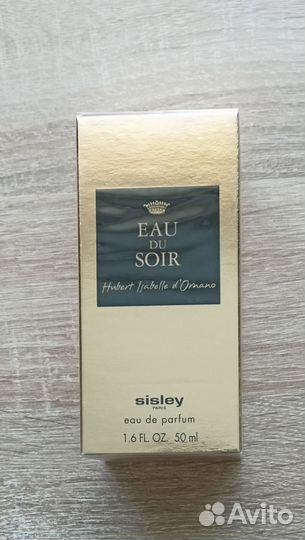 EAU
DU
SOIR
Hubert Isabelle d'Ornano
sisley
PARIS
eau de parfum
1.6 FL. OZ. 50 ml
Avito